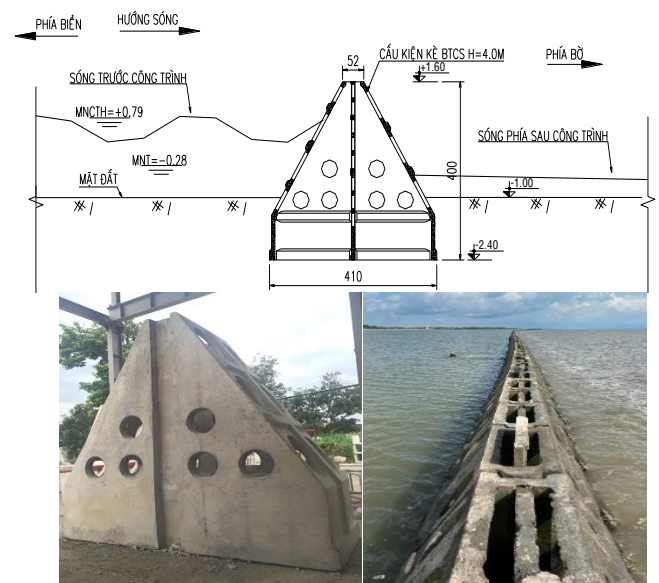 PHÍA BIỂN
HƯỚNG SÓNG
52
CẤU KIỆN KÈ BTCS H=4.0M
+1.60
PHÍA BỜ
SÓNG TRƯỚC CÔNG TRÌNH
MNCTH=+0.79
SÓNG PHÍA SAU CÔNG TRÌNH
MNT=-0.28
400
MẶT ĐẤT
-1.00
-2.40
410